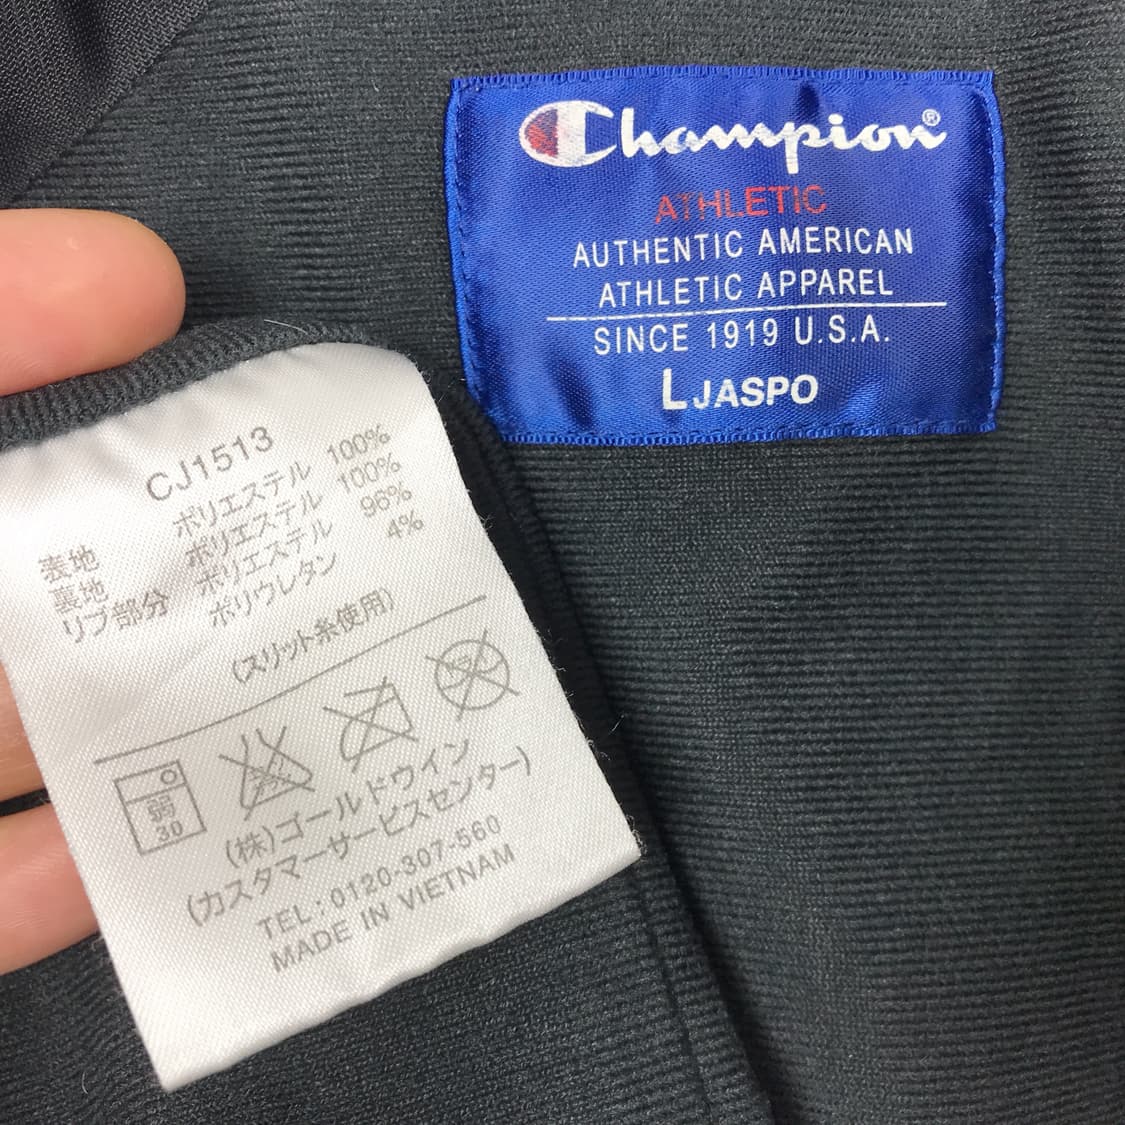 Champion®
ATHLETIC
AUTHENTIC AMERICAN
ATHLETIC APPAREL
SINCE 1919 U.S.A.
L JASPO
CJ1513
表地 ポリエステル 100%
裏地 ポリエステル 100%
リブ部分 ポリエステル 96%
ポリウレタン 4%
(スリット糸使用)
弱
30
(株)ゴールドウイン
(カスタマーサービスセンター)
TEL:0120-307-560
MADE IN VIETNAM